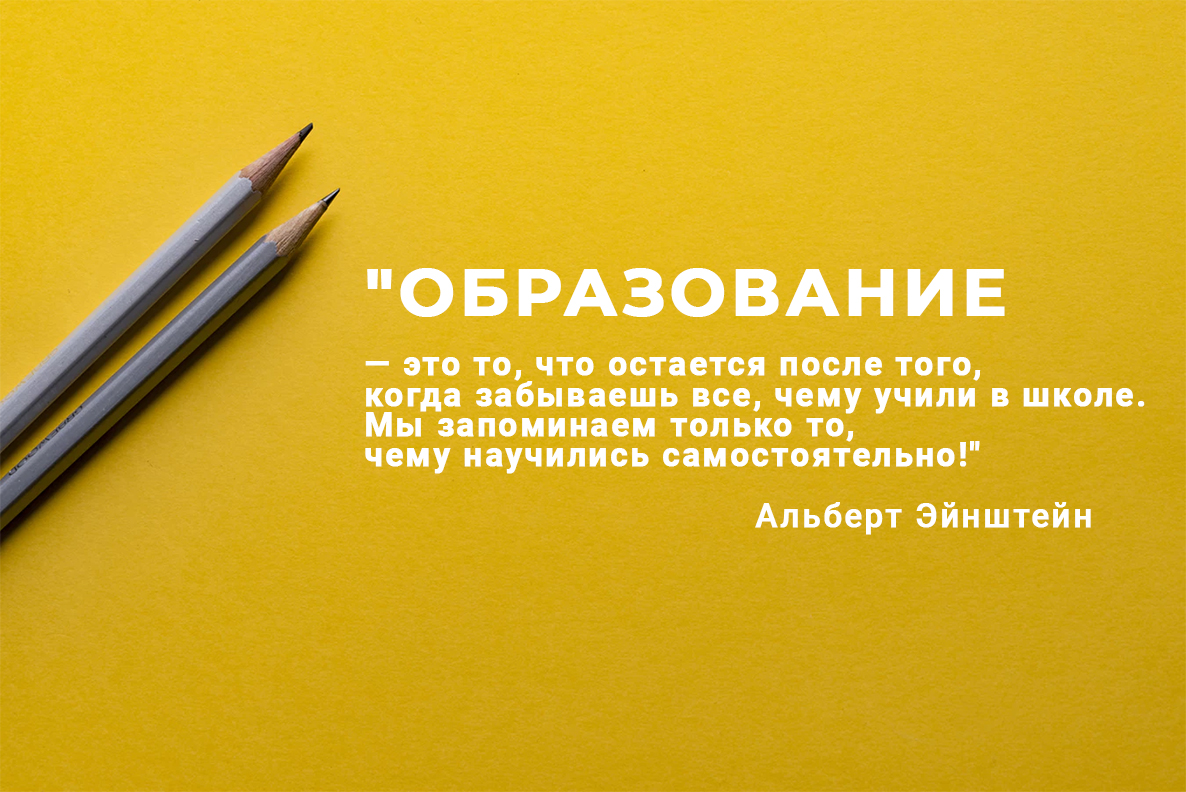 "ОБРАЗОВАНИЕ
— это то, что остается после того,
когда забываешь все, чему учили в школе.
Мы запоминаем только то,
чему научились самостоятельно!"
Альберт Эйнштейн